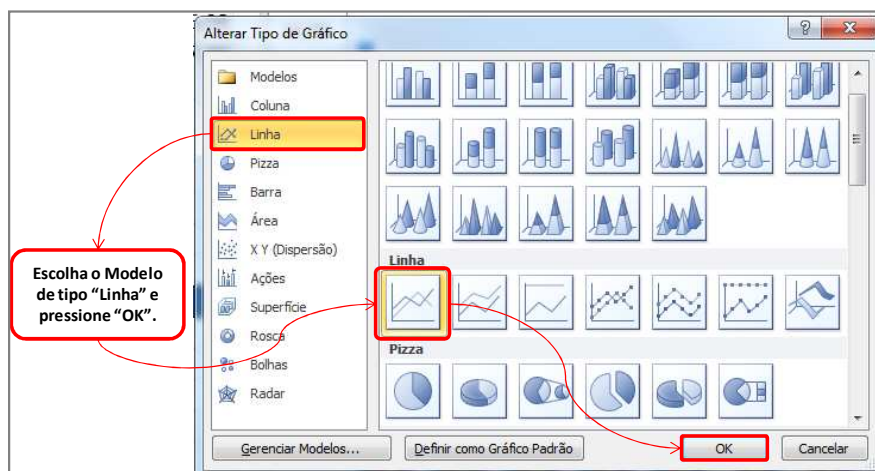 Alterar Tipo de Gráfico
Modelos
Coluna
Linha
Pizza
Barra
Área
X Y (Dispersão)
Ações
Superfície
Rosca
Bolhas
Radar
Linha
Pizza
Escolha o Modelo
de tipo “Linha” e
pressione “OK”.
Gerenciar Modelos...
Definir como Gráfico Padrão
OK
Cancelar